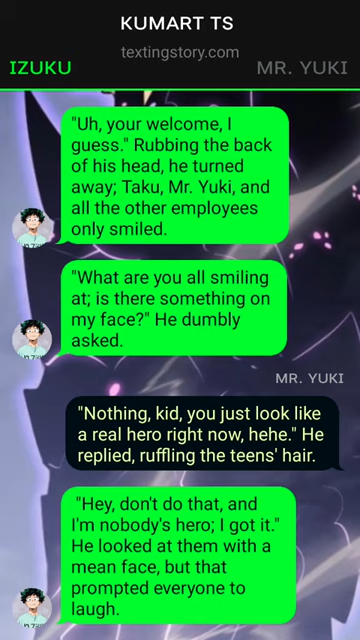 KUMART TS
textingstory.com
IZUKU
MR. YUKI
"Uh, your welcome, I
guess." Rubbing the back
of his head, he turned
away; Taku, Mr. Yuki, and
all the other employees
only smiled.
"What are you all smiling
at; is there something on
my face?" He dumbly
asked.
MR. YUKI
"Nothing, kid, you just look like
a real hero right now, hehe." He
replied, ruffling the teens' hair.
"Hey, don't do that, and
I'm nobody's hero; I got it."
He looked at them with a
mean face, but that
prompted everyone to
laugh.